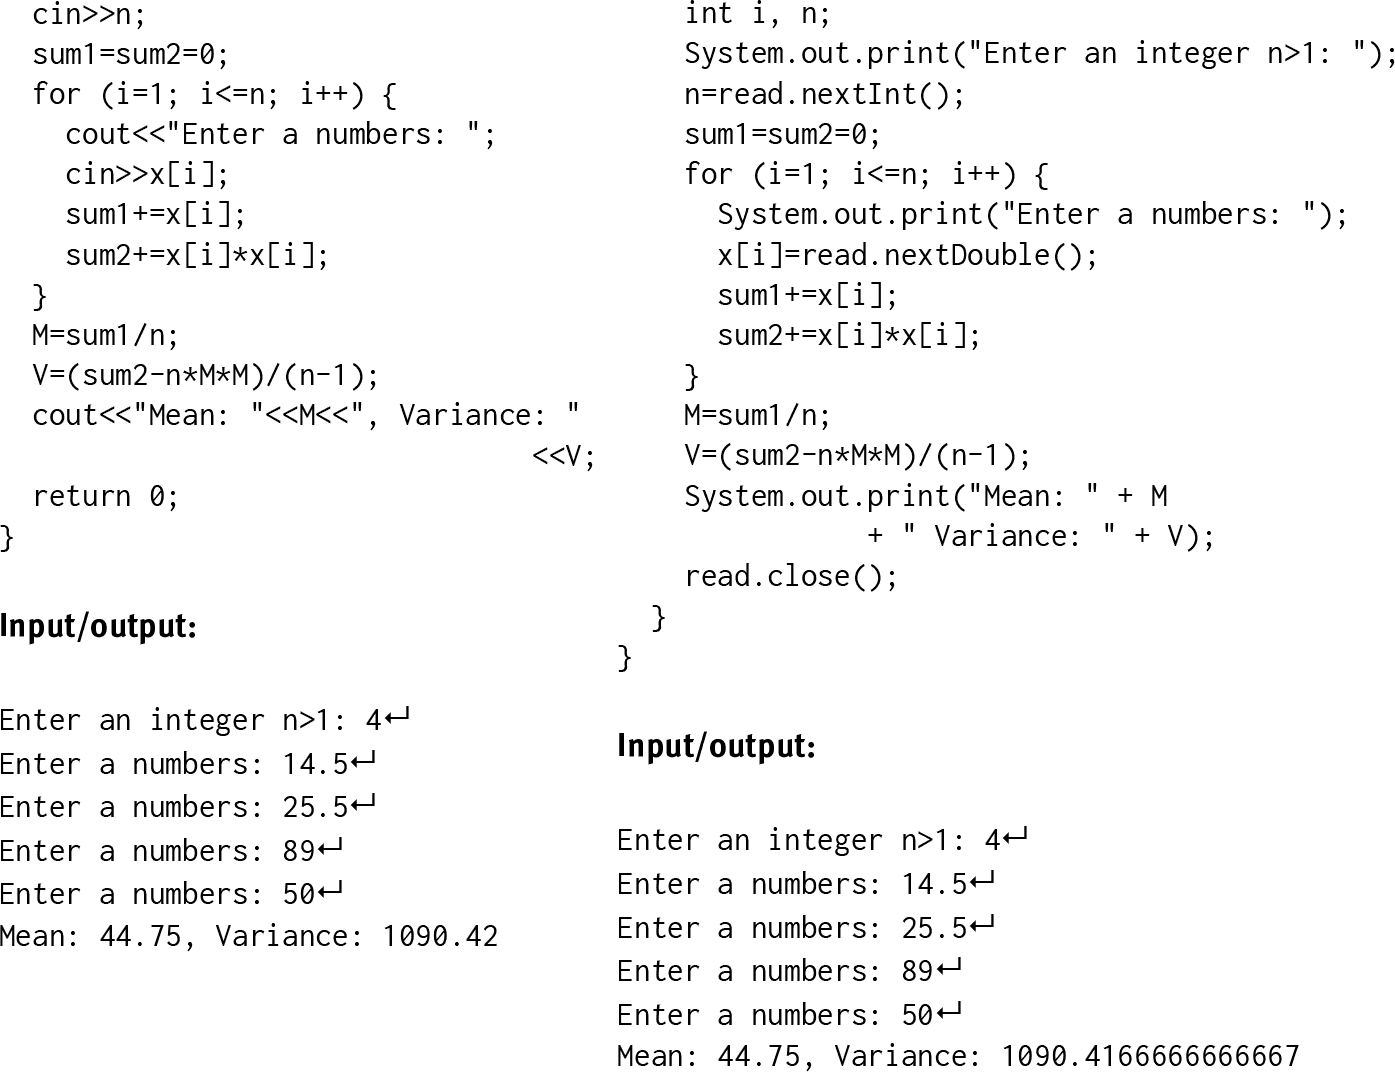 cin>>n;
sum1=sum2=0;
for (i=1; i<=n; i++) {
cout<<"Enter a numbers: ";
cin>>x[i];
sum1+=x[i];
sum2+=x[i]*x[i];
}
M=sum1/n;
V=(sum2-n*M*M)/(n-1);
cout<<"Mean: "<<M<<", Variance: "
<<V;
return 0;
}
Input/output:
Enter an integer n>1: 4↵
Enter a numbers: 14.5↵
Enter a numbers: 25.5↵
Enter a numbers: 89↵
Enter a numbers: 50↵
Mean: 44.75, Variance: 1090.42
int i, n;
System.out.print("Enter an integer n>1: ");
n=read.nextInt();
sum1=sum2=0;
for (i=1; i<=n; i++) {
System.out.print("Enter a numbers: ");
x[i]=read.nextDouble();
sum1+=x[i];
sum2+=x[i]*x[i];
}
M=sum1/n;
V=(sum2-n*M*M)/(n-1);
System.out.print("Mean: " + M
+ " Variance: " + V);
read.close();
}
}
Input/output:
Enter an integer n>1: 4↵
Enter a numbers: 14.5↵
Enter a numbers: 25.5↵
Enter a numbers: 89↵
Enter a numbers: 50↵
Mean: 44.75, Variance: 1090.4166666666667